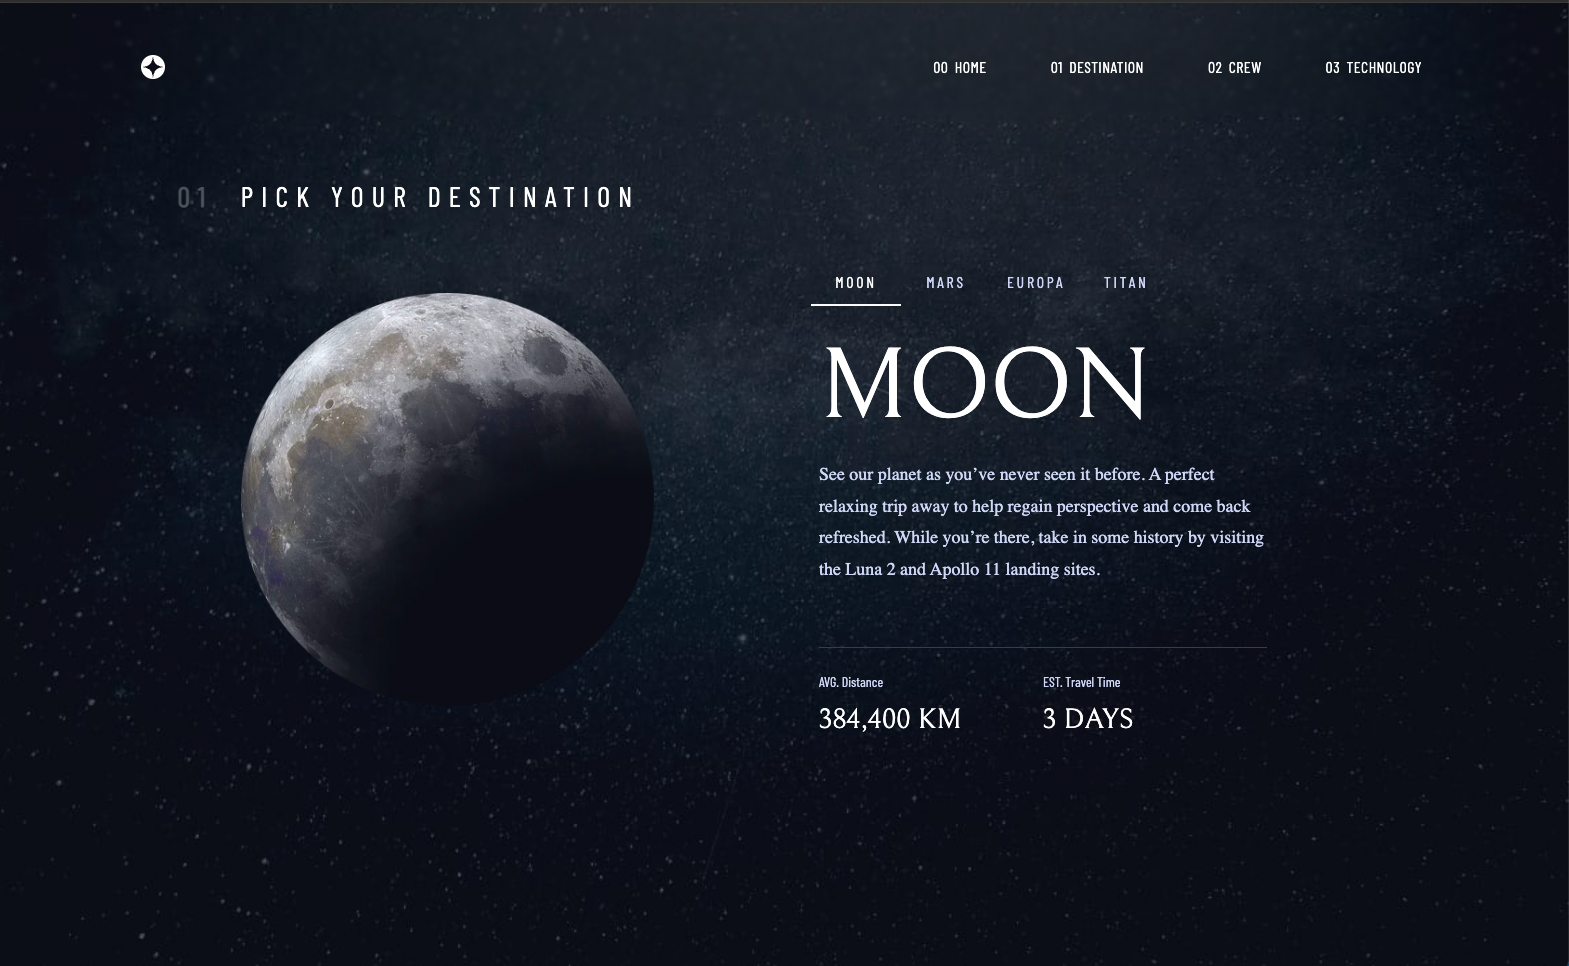 00 HOME
01 DESTINATION
02 CREW
03 TECHNOLOGY
01 PICK YOUR DESTINATION
MOON
MARS
EUROPA
TITAN
MOON
See our planet as you’ve never seen it before. A perfect
relaxing trip away to help regain perspective and come back
refreshed. While you’re there, take in some history by visiting
the Luna 2 and Apollo 11 landing sites.
AVG. Distance
384,400 KM
EST. Travel Time
3 DAYS